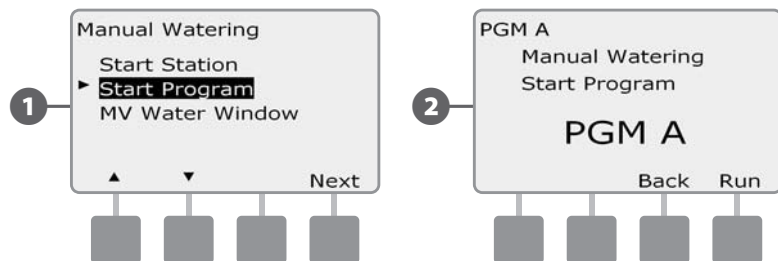 1
Manual Watering
Start Station
Start Program
MV Water Window
Next
2
PGM A
Manual Watering
Start Program
PGM A
Back Run